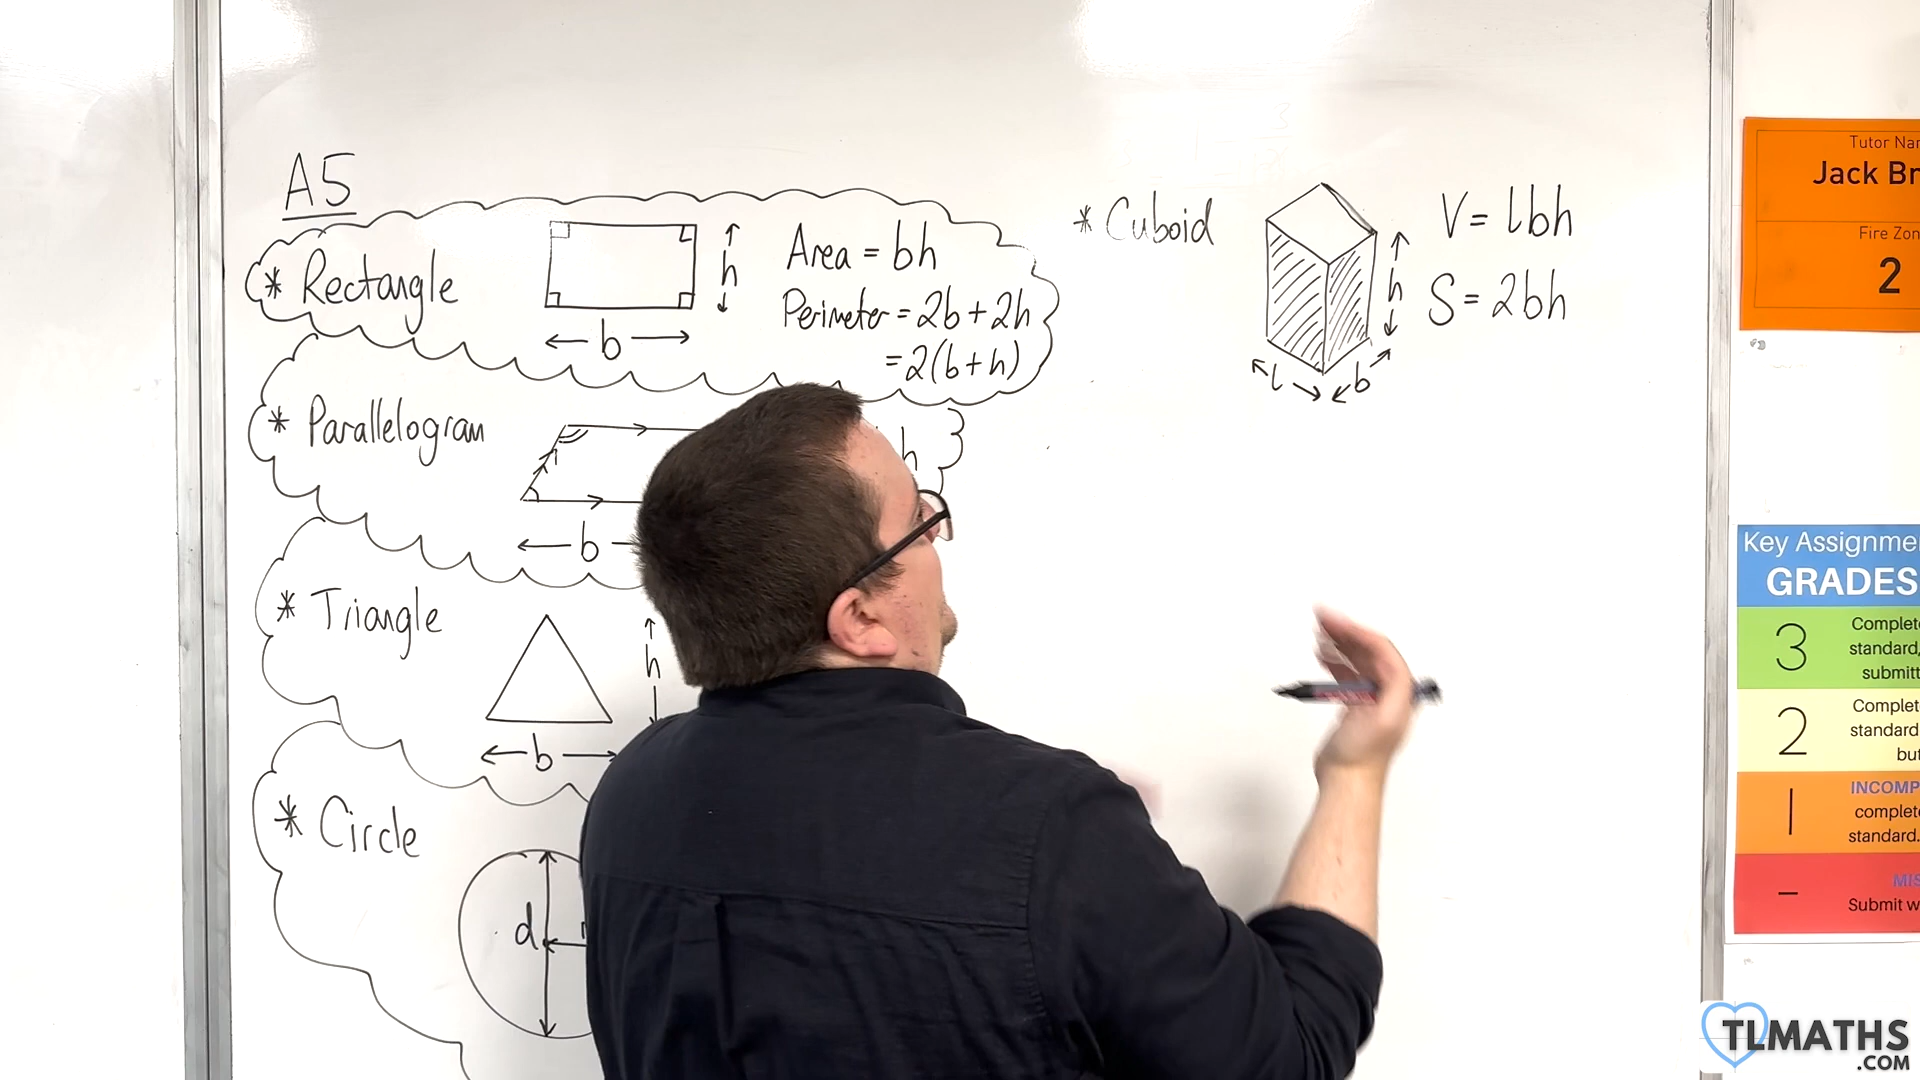 A5
* Rectangle
h
b
Area = bh
Perimeter = 2b + 2h
= 2(b + h)
* Parallelogram
h
b
* Triangle
h
b
* Circle
d
* Cuboid
h
l
b
V = lbh
S = 2bh
Tutor Nar
Jack Br
Fire Zon
2
Key Assignme
GRADES
3
Complet
standard,
submitt
2
Complet
standard
but
1
INCOMP
complet
standard.
-
MIS
Submit w
TLMATHS
.COM